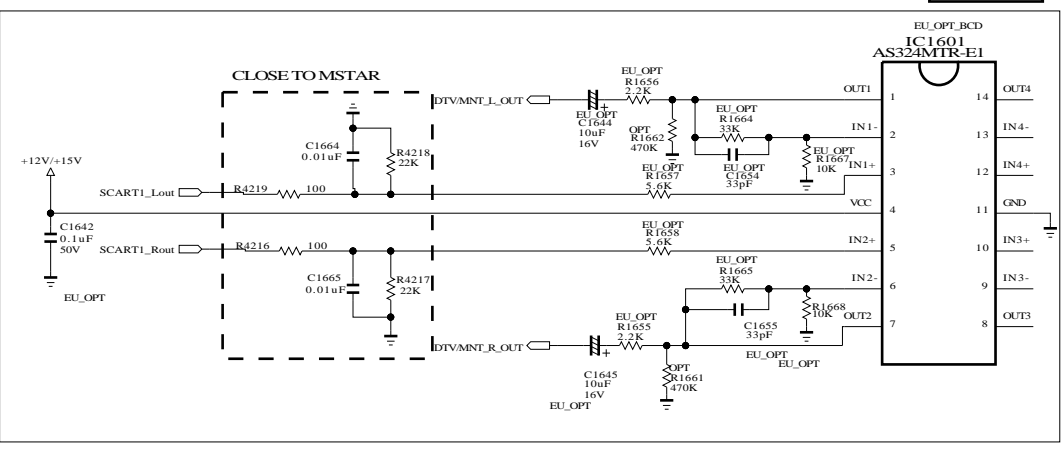 EU_OPT_BCD
IC1601
AS324MTR-E1
CLOSE TO MSTAR
DTV/MNT_L_OUT
EU_OPT
C1644
10uF
16V
EU_OPT
R1656
2.2K
OPT
R1662
470K
EU_OPT
R1664
33K
EU_OPT
C1654
33pF
EU_OPT
R1667
10K
EU_OPT
R1657
5.6K
OUT1
1
IN1-
2
IN1+
3
VCC
4
IN2+
5
IN2-
6
OUT2
7
14
OUT4
13
IN4-
12
IN4+
11
GND
10
IN3+
9
IN3-
8
OUT3
+12V/+15V
C1642
0.1uF
50V
EU_OPT
SCART1_Lout
R4219
100
C1664
0.01uF
R4218
22K
SCART1_Rout
R4216
100
C1665
0.01uF
R4217
22K
EU_OPT
R1658
5.6K
EU_OPT
R1665
33K
C1655
33pF
EU_OPT
R1668
10K
EU_OPT
DTV/MNT_R_OUT
C1645
10uF
16V
EU_OPT
EU_OPT
R1655
2.2K
OPT
R1661
470K